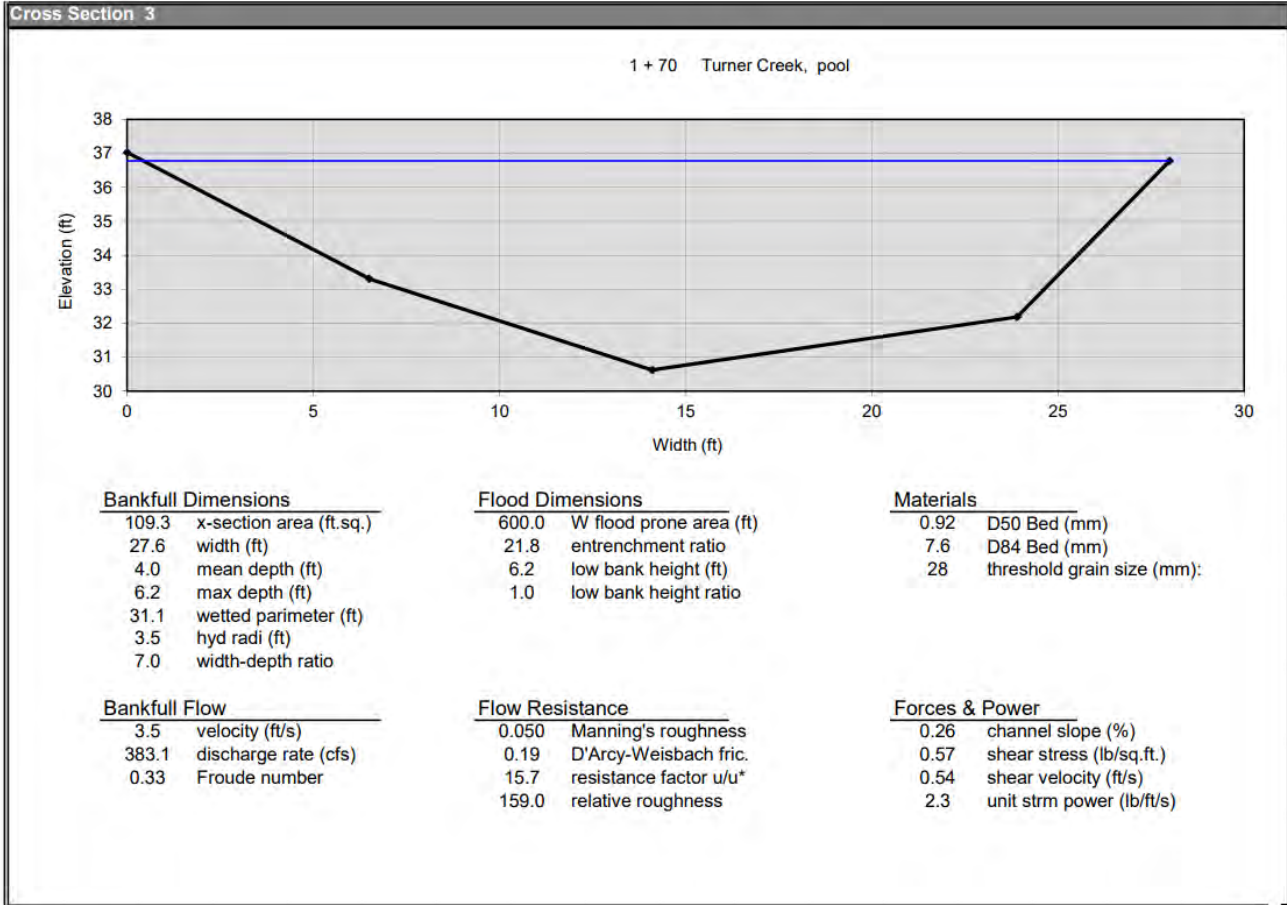 Cross Section 3
1 + 70 Turner Creek, pool
38
37
36
35
34
33
32
31
30
Elevation (ft)
0 5 10 15 20 25 30
Width (ft)
Bankfull Dimensions
109.3 x-section area (ft.sq.)
27.6 width (ft)
4.0 mean depth (ft)
6.2 max depth (ft)
31.1 wetted parimeter (ft)
3.5 hyd radi (ft)
7.0 width-depth ratio
Flood Dimensions
600.0 W flood prone area (ft)
21.8 entrenchment ratio
6.2 low bank height (ft)
1.0 low bank height ratio
Materials
0.92 D50 Bed (mm)
7.6 D84 Bed (mm)
28 threshold grain size (mm):
Bankfull Flow
3.5 velocity (ft/s)
383.1 discharge rate (cfs)
0.33 Froude number
Flow Resistance
0.050 Manning's roughness
0.19 D'Arcy-Weisbach fric.
15.7 resistance factor u/u*
159.0 relative roughness
Forces & Power
0.26 channel slope (%)
0.57 shear stress (lb/sq.ft.)
0.54 shear velocity (ft/s)
2.3 unit strm power (lb/ft/s)